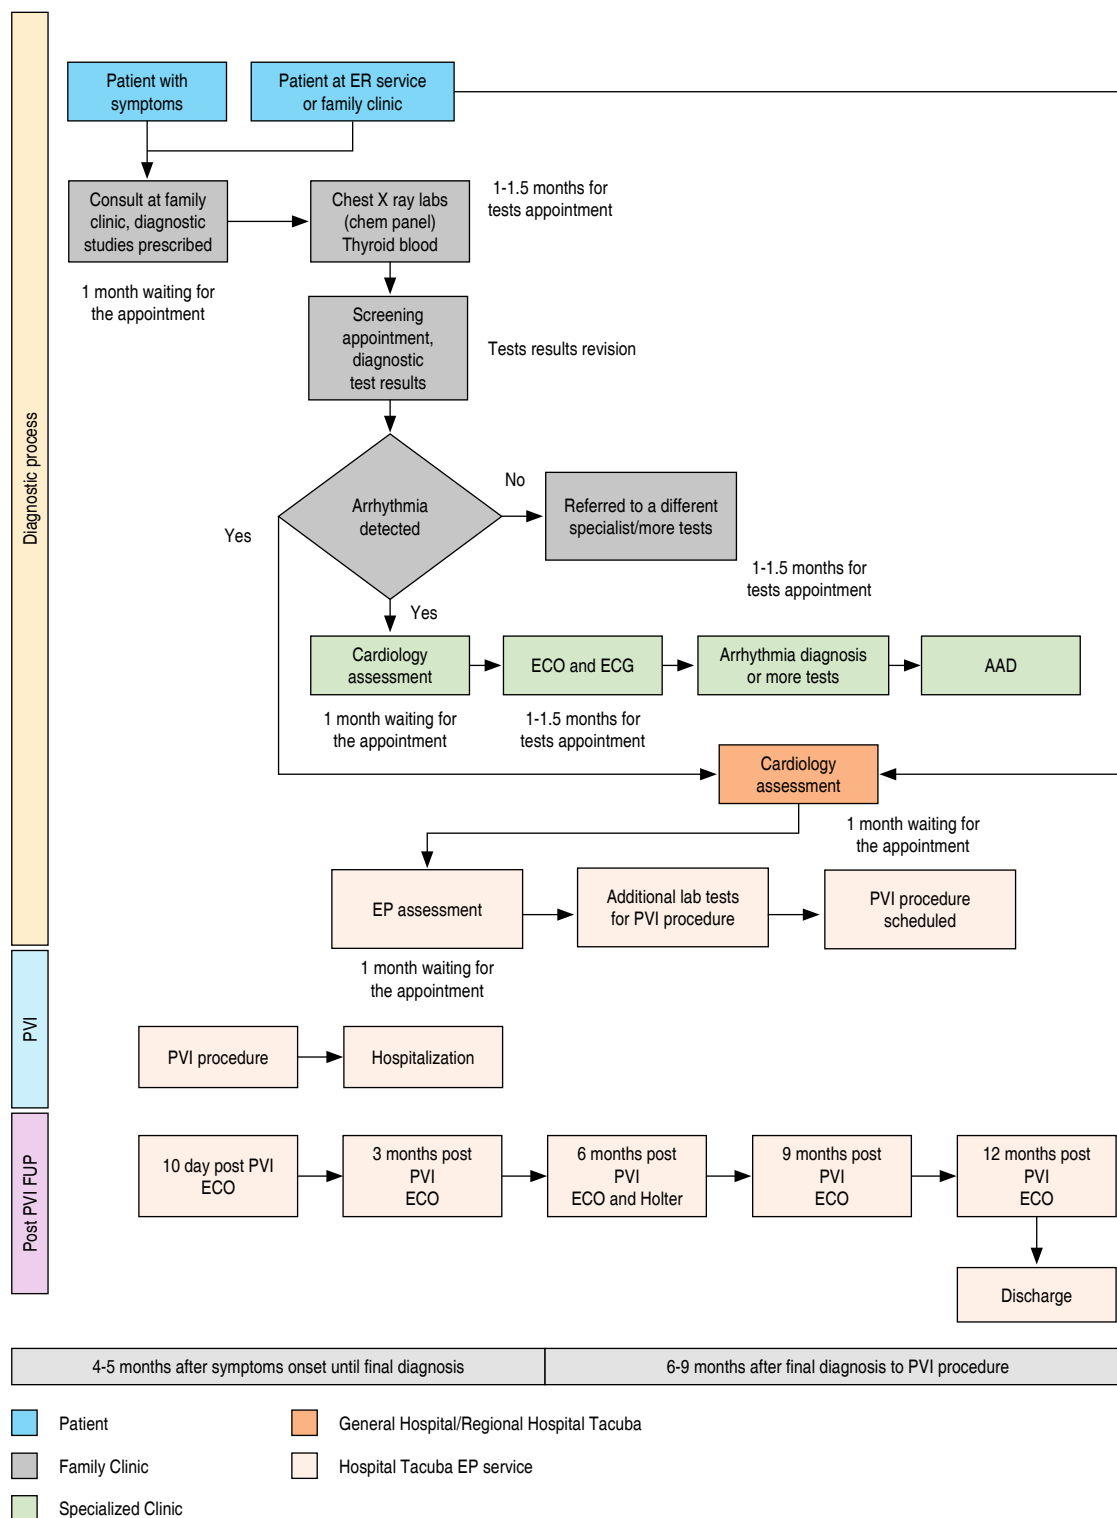 Patient with
symptoms
Patient at ER service
or family clinic
Consult at family
clinic, diagnostic
studies prescribed
Chest X ray labs
(chem panel)
Thyroid blood
1-1.5 months for
tests appointment
1 month waiting for
the appointment
Screening
appointment,
diagnostic
test results
Tests results revision
Diagnostic process
Arrhythmia
detected
No
Referred to a different
specialist/more tests
Yes
1-1.5 months for
tests appointment
Yes
Cardiology
assessment
ECO and ECG
Arrhythmia diagnosis
or more tests
AAD
1 month waiting for
the appointment
1-1.5 months for
tests appointment
Cardiology
assessment
1 month waiting for
the appointment
EP assessment
Additional lab tests
for PVI procedure
PVI procedure
scheduled
1 month waiting for
the appointment
PVI
PVI procedure
Hospitalization
Post PVI FUP
10 day post PVI
ECO
3 months post
PVI
ECO
6 months post
PVI
ECO and Holter
9 months post
PVI
ECO
12 months post
PVI
ECO
Discharge
4-5 months after symptoms onset until final diagnosis
6-9 months after final diagnosis to PVI procedure
Patient
General Hospital/Regional Hospital Tacuba
Family Clinic
Hospital Tacuba EP service
Specialized Clinic